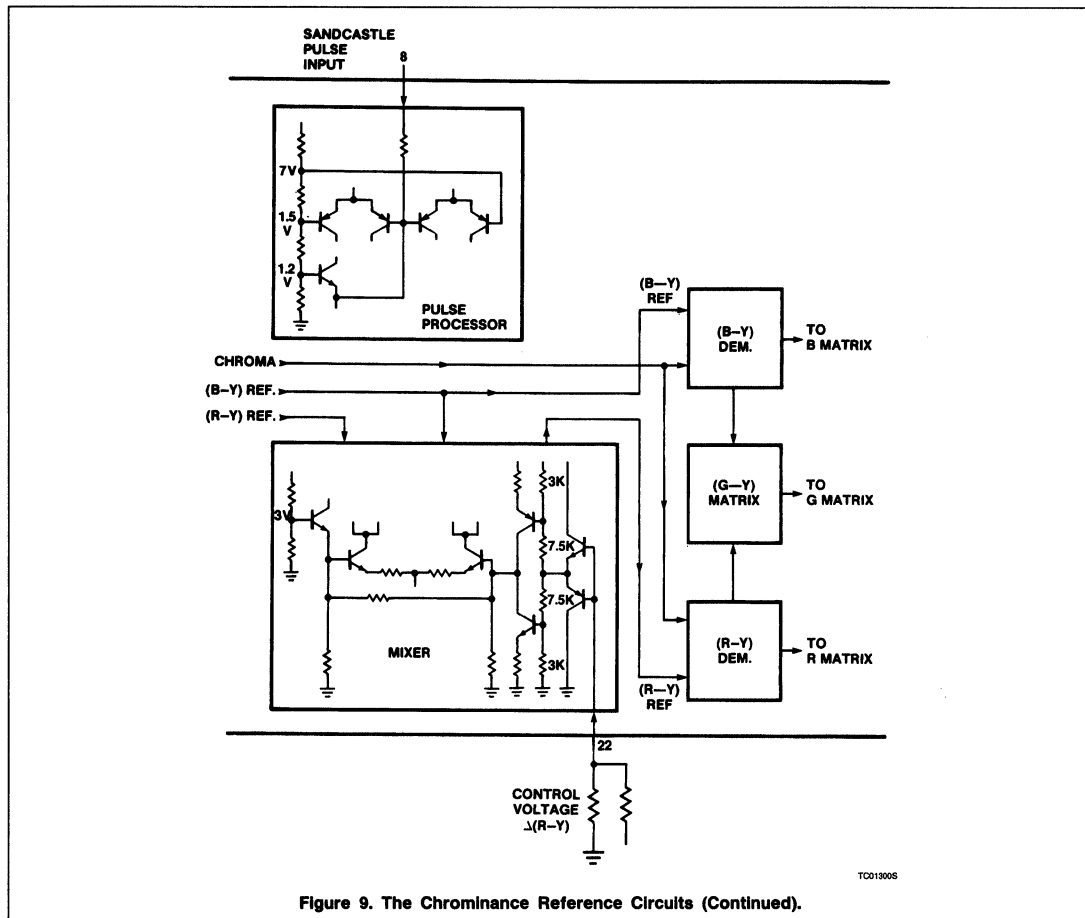 SANDCASTLE
PULSE
INPUT
8
7V
1.5
V
1.2
V
PULSE
PROCESSOR
(B—Y)
REF
(B–Y)
DEM.
TO
B MATRIX
CHROMA
(B–Y) REF.
(R–Y) REF.
3K
(G—Y)
MATRIX
TO
G MATRIX
3V
7.5K
7.5K
MIXER
3K
(R–Y)
DEM.
TO
R MATRIX
(R—Y)
REF
22
CONTROL
VOLTAGE
⊿(R–Y)
TC01300S
Figure 9. The Chrominance Reference Circuits (Continued).